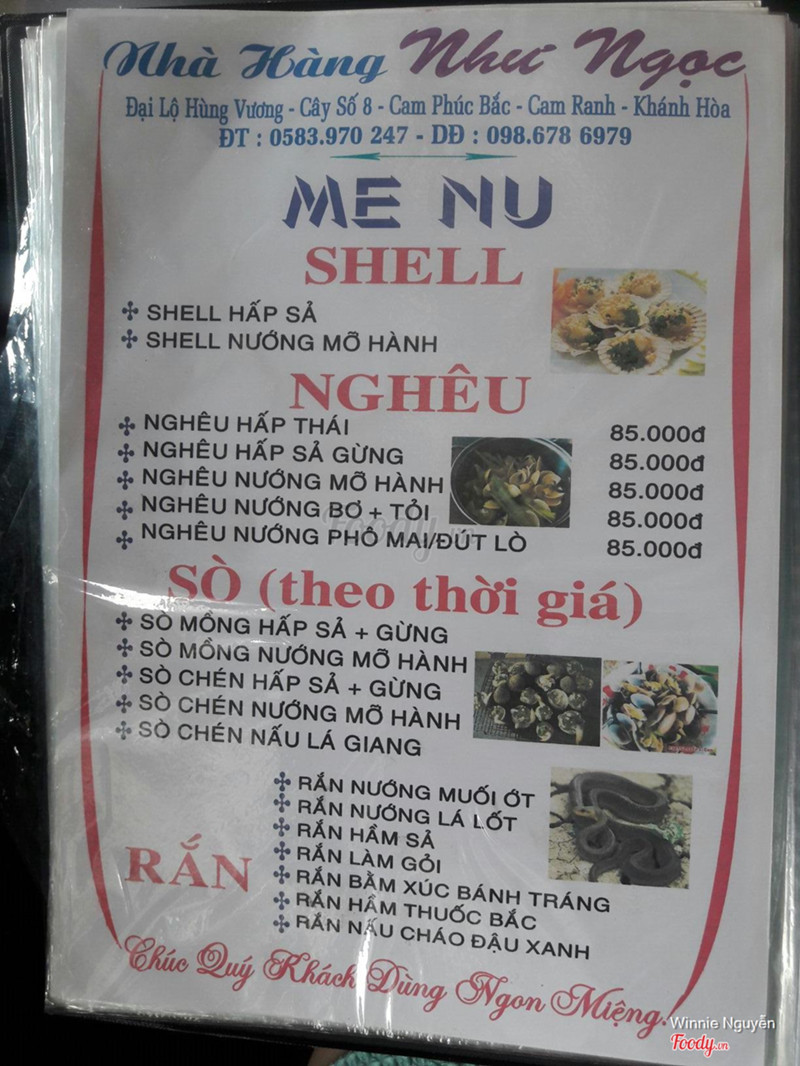 Nhà Hàng Như Ngọc
Đại Lộ Hùng Vương - Cây Số 8 - Cam Phúc Bắc - Cam Ranh - Khánh Hòa
ĐT : 0583.970 247 - DĐ : 098.678 6979
ME NU
SHELL
SHELL HẤP SẢ
SHELL NƯỚNG MỠ HÀNH
NGHÊU
NGHÊU HẤP THÁI 85.000đ
NGHÊU HẤP SẢ GỪNG 85.000đ
NGHÊU NƯỚNG MỠ HÀNH 85.000đ
NGHÊU NƯỚNG BƠ + TỎI 85.000đ
NGHÊU NƯỚNG PHÔ MAI/ĐÚT LÒ 85.000đ
SÒ (theo thời giá)
SÒ MỒNG HẤP SẢ + GỪNG
SÒ MỒNG NƯỚNG MỠ HÀNH
SÒ CHÉN HẤP SẢ + GỪNG
SÒ CHÉN NƯỚNG MỠ HÀNH
SÒ CHÉN NẤU LÁ GIANG
RẮN
RẮN NƯỚNG MUỐI ỚT
RẮN NƯỚNG LÁ LỐT
RẮN HẦM SẢ
RẮN LÀM GỎI
RẮN BẰM XÚC BÁNH TRÁNG
RẮN HẦM THUỐC BẮC
RẮN NẤU CHÁO ĐẬU XANH
Chúc Quý Khách Dùng Ngon Miệng.
Foody.vn
Winnie Nguyễn
Foody.vn